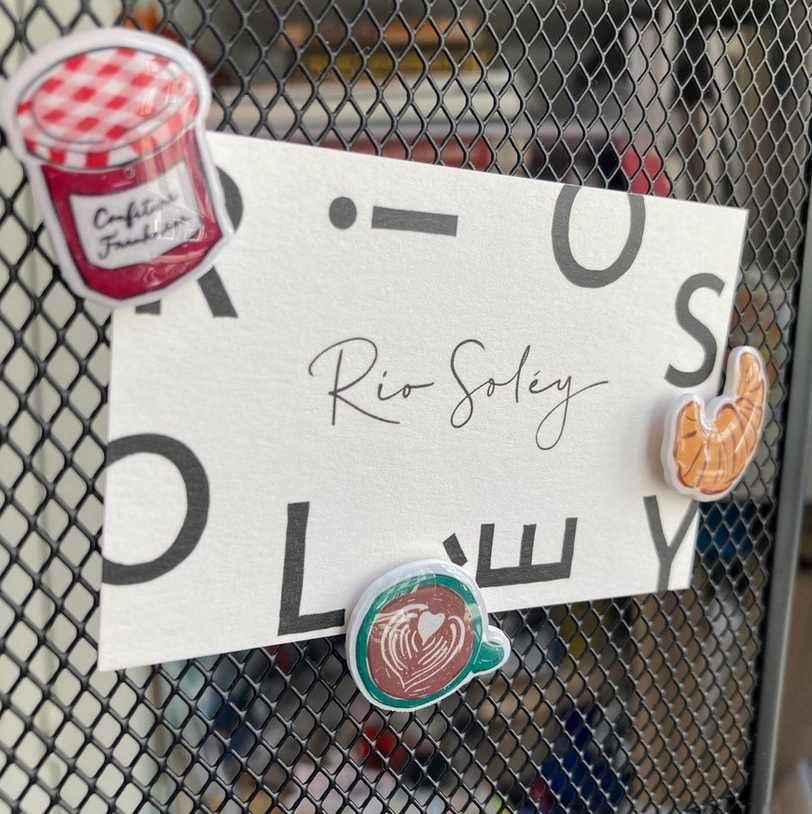 Confiture
R i O S
Rio Soléy
O L É Y